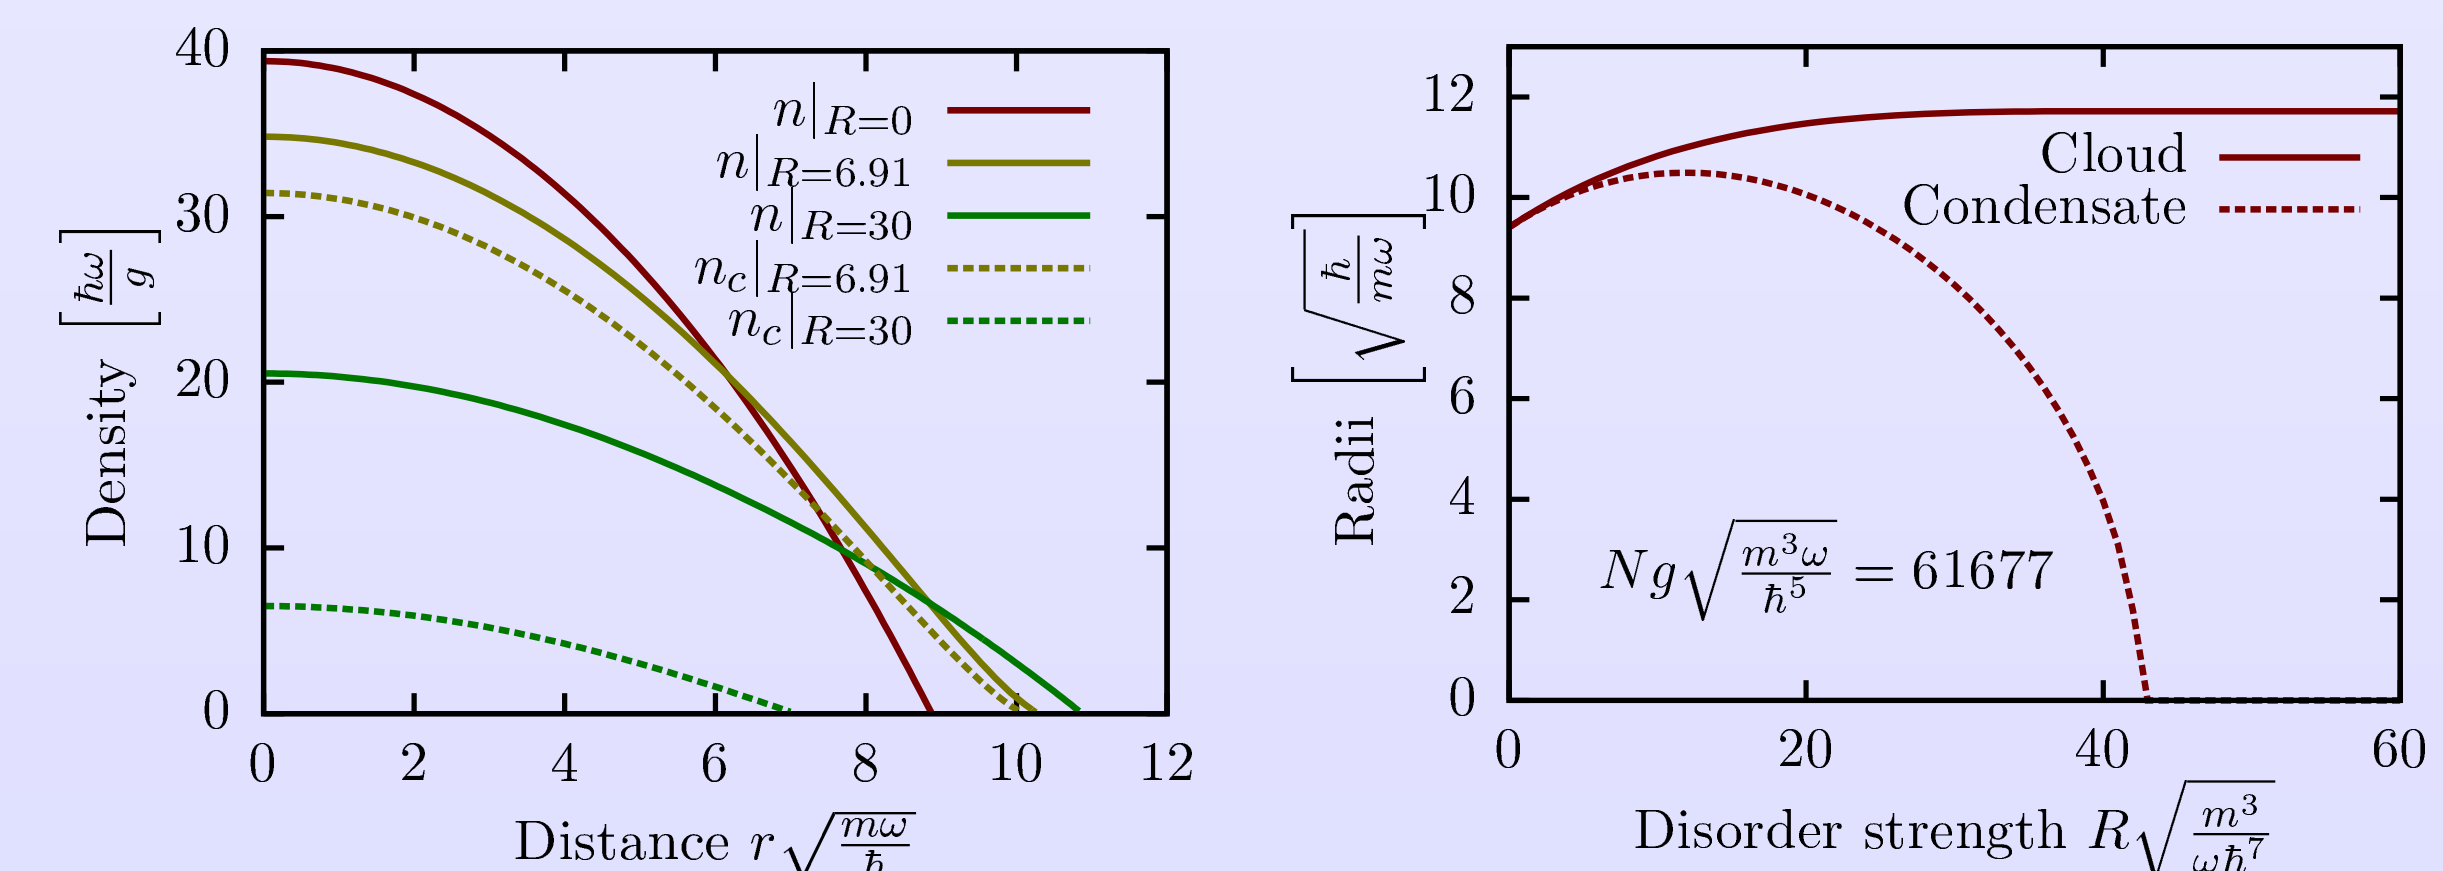 40
30
20
10
0
0 2 4 6 8 10 12
Density [ħω/g]
Distance r√(mω/ħ)
n|R=0
n|R=6.91
n|R=30
nc|R=6.91
nc|R=30
12
10
8
6
4
2
0
0 20 40 60
Radii [√(ħ/mω)]
Disorder strength R√(m³/ωħ⁷)
Cloud
Condensate
Ng√(m³ω/ħ⁵) = 61677